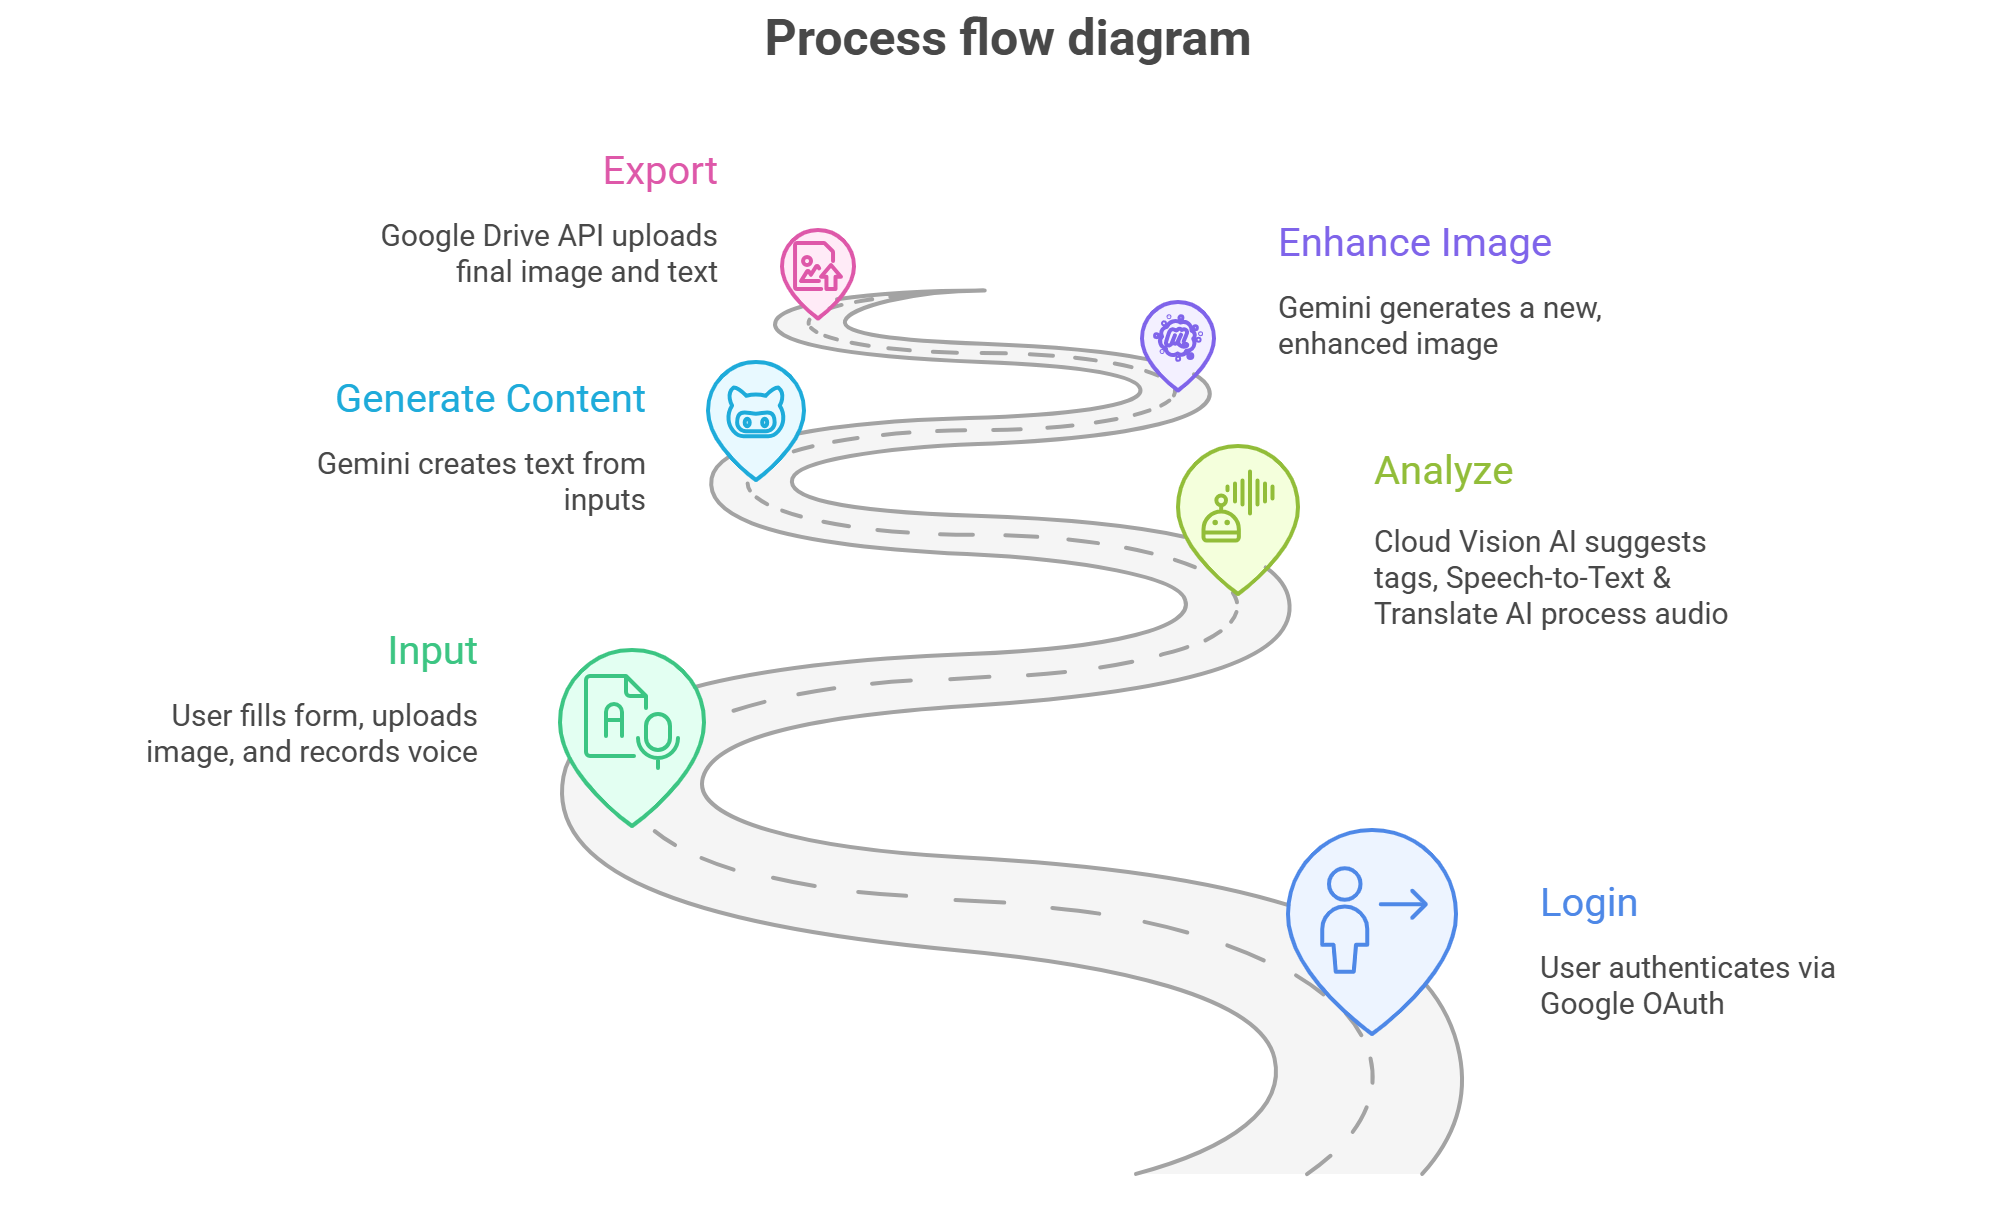 Process flow diagram
Export
Google Drive API uploads
final image and text
Enhance Image
Gemini generates a new,
enhanced image
Generate Content
Gemini creates text from
inputs
Analyze
Cloud Vision AI suggests
tags, Speech-to-Text &
Translate AI process audio
Input
User fills form, uploads
image, and records voice
Login
User authenticates via
Google OAuth